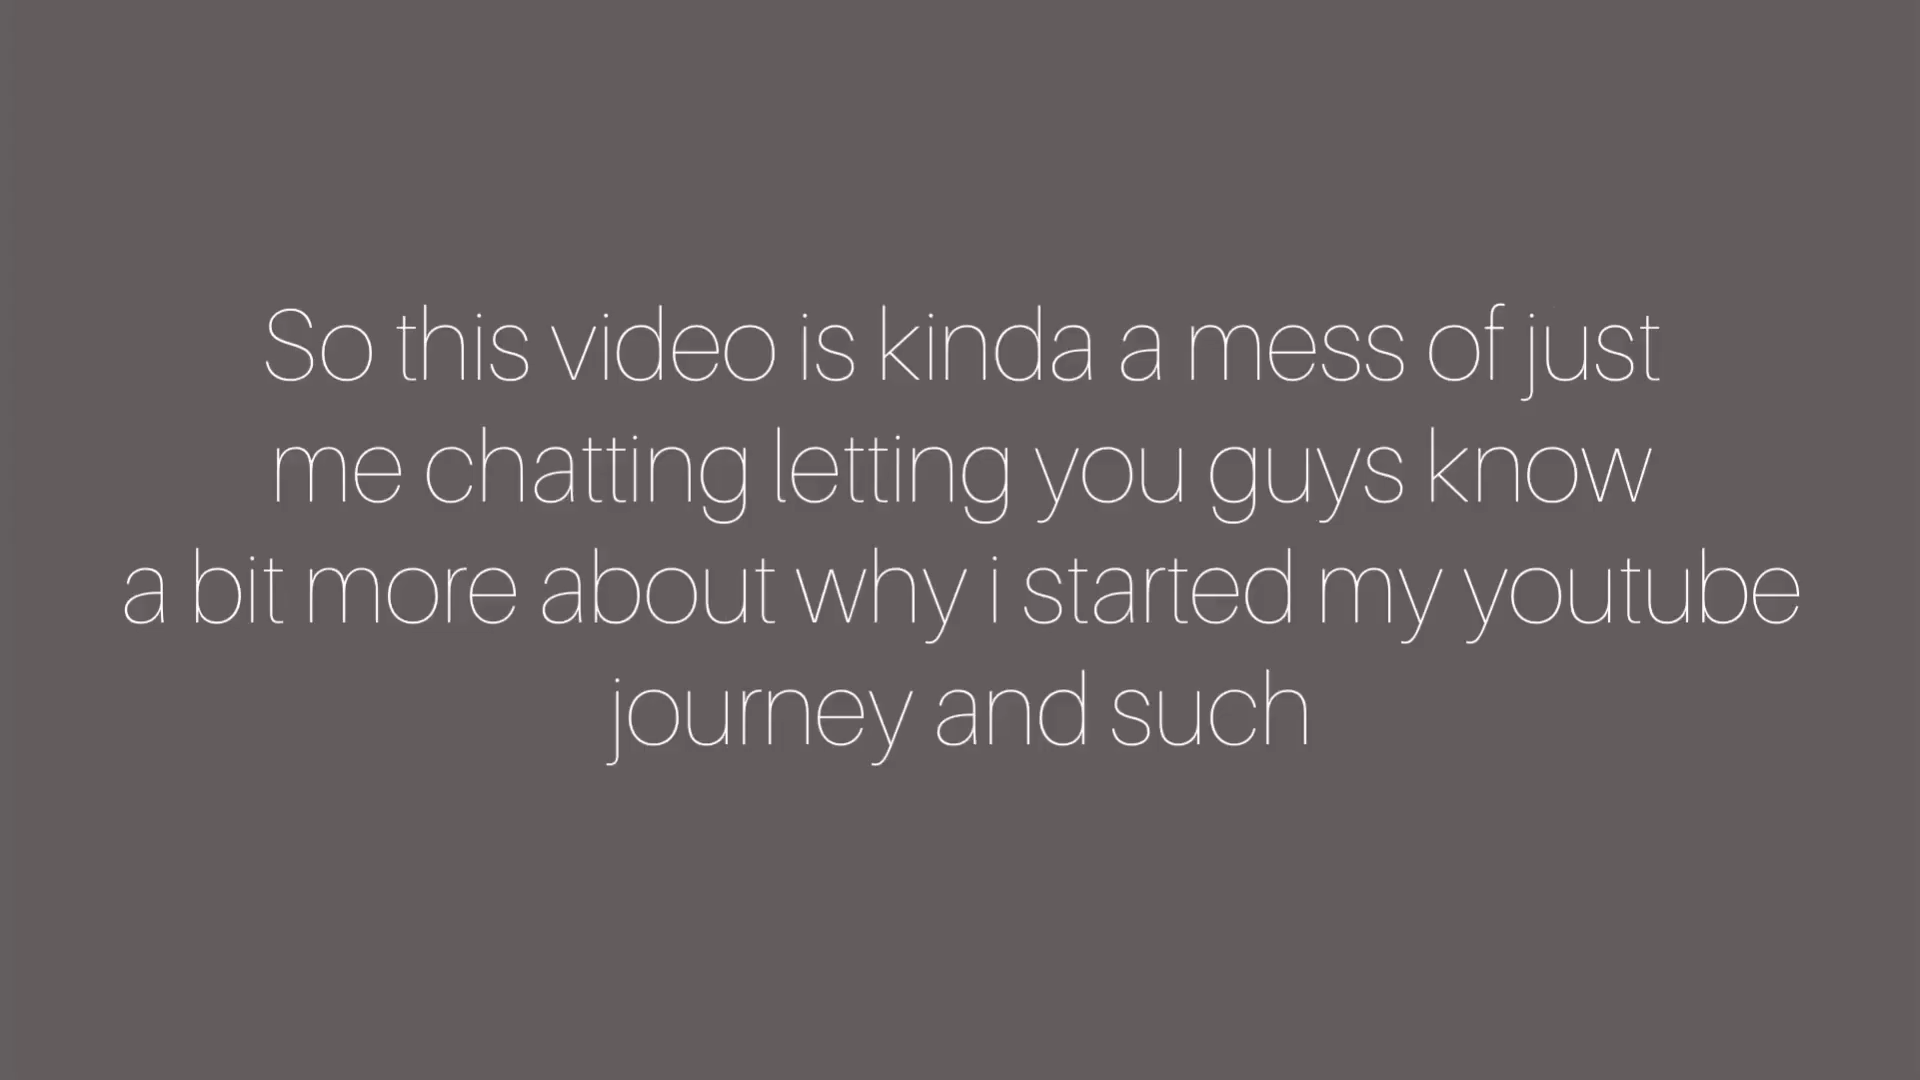 So this video is kinda a mess of just
me chatting letting you guys know
a bit more about why i started my youtube
journey and such